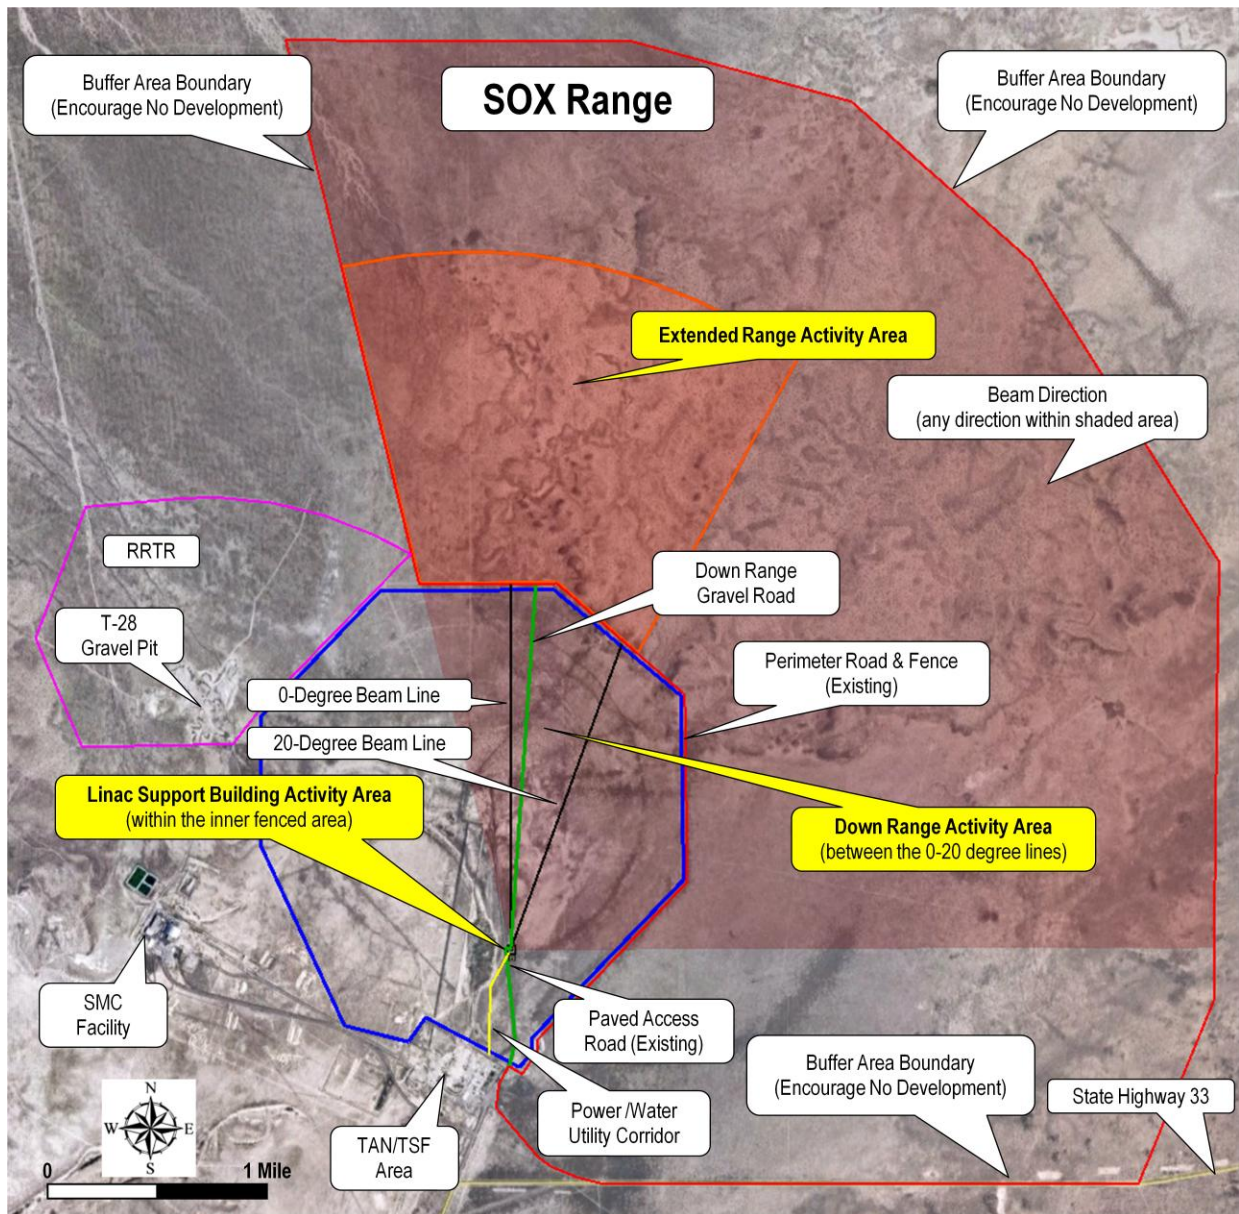 SOX Range
Buffer Area Boundary
(Encourage No Development)
Buffer Area Boundary
(Encourage No Development)
Extended Range Activity Area
Beam Direction
(any direction within shaded area)
RRTR
Down Range
Gravel Road
T-28
Gravel Pit
Perimeter Road & Fence
(Existing)
0-Degree Beam Line
20-Degree Beam Line
Linac Support Building Activity Area
(within the inner fenced area)
Down Range Activity Area
(between the 0-20 degree lines)
SMC
Facility
Paved Access
Road (Existing)
Buffer Area Boundary
(Encourage No Development)
State Highway 33
Power /Water
Utility Corridor
TAN/TSF
Area
N
W
E
S
0
1 Mile